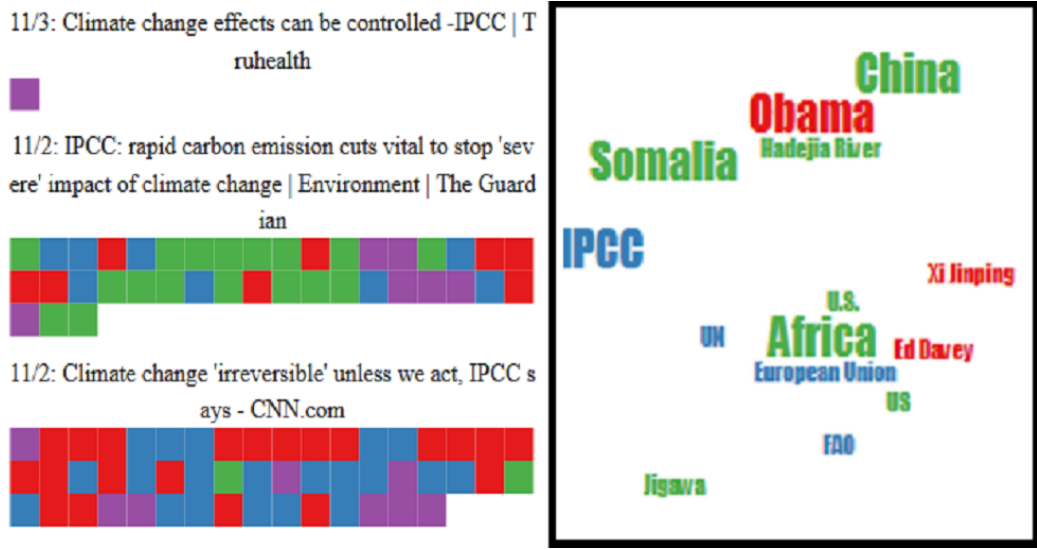 11/3: Climate change effects can be controlled -IPCC | T
ruhealth
11/2: IPCC: rapid carbon emission cuts vital to stop 'sev
ere' impact of climate change | Environment | The Guard
ian
11/2: Climate change 'irreversible' unless we act, IPCC s
ays - CNN.com
China
Obama
Hadejia River
Somalia
IPCC
Xi Jinping
U.S.
UN
Africa
Ed Davey
European Union
US
FAO
Jigawa